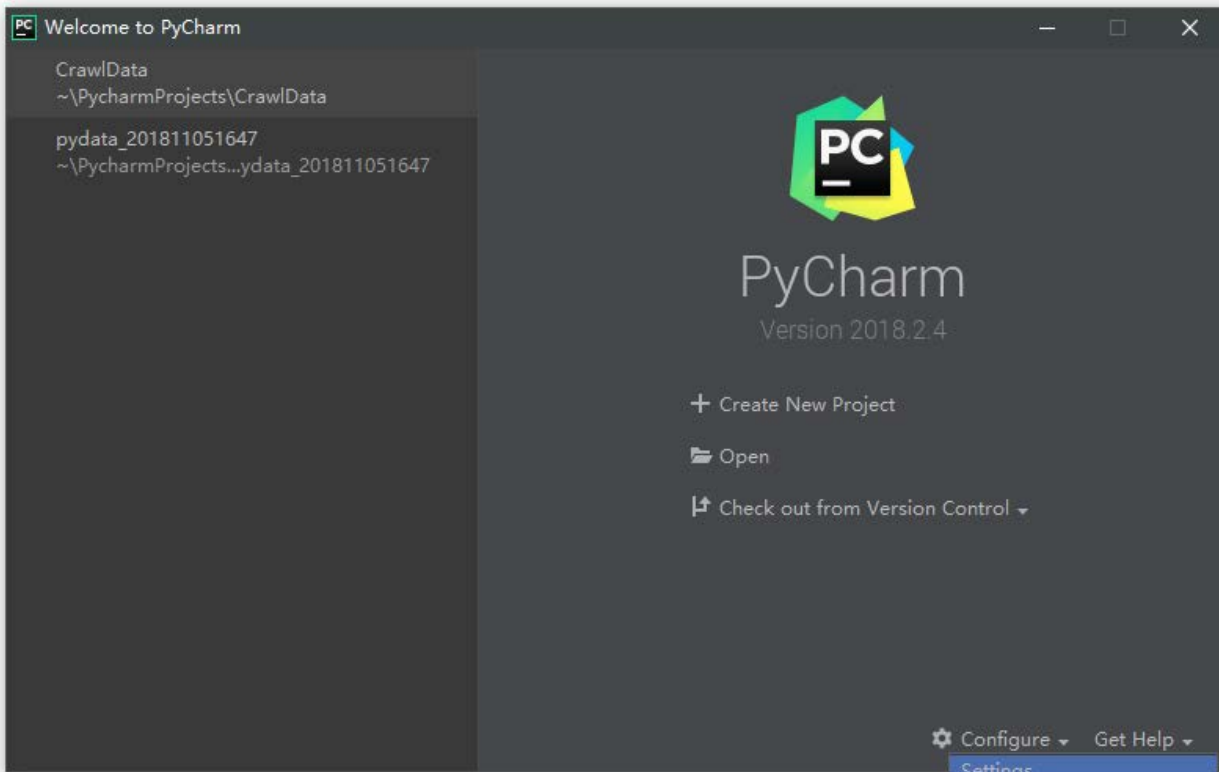 Welcome to PyCharm
CrawlData
~\PycharmProjects\CrawlData
pydata_201811051647
~\PycharmProjects...ydata_201811051647
PC
PyCharm
Version 2018.2.4
Create New Project
Open
Check out from Version Control
Configure
Get Help
Settings